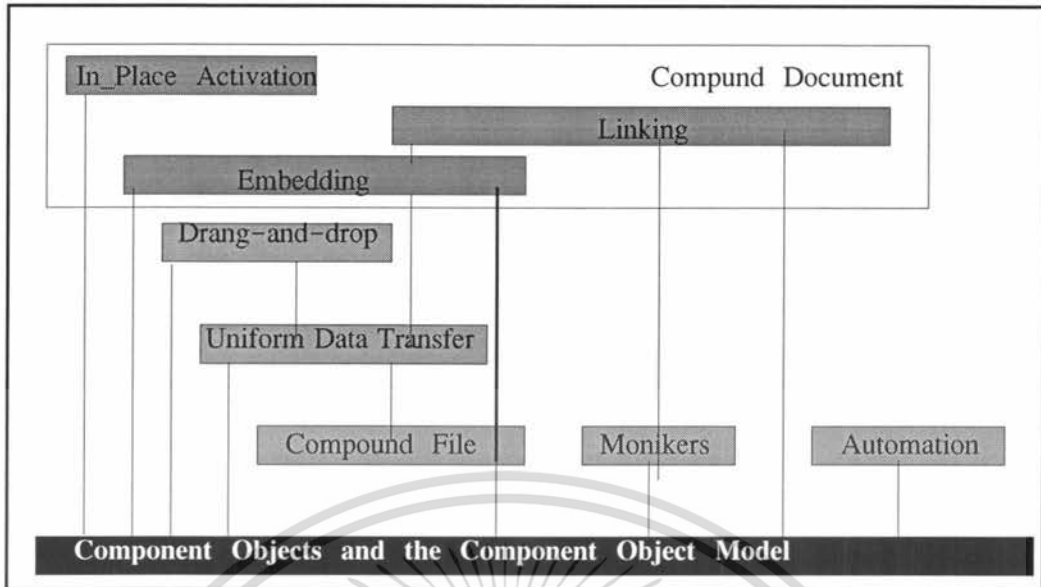 In_Place Activation
Compund Document
Linking
Embedding
Drang-and-drop
Uniform Data Transfer
Compound File
Monikers
Automation
Component Objects and the Component Object Model